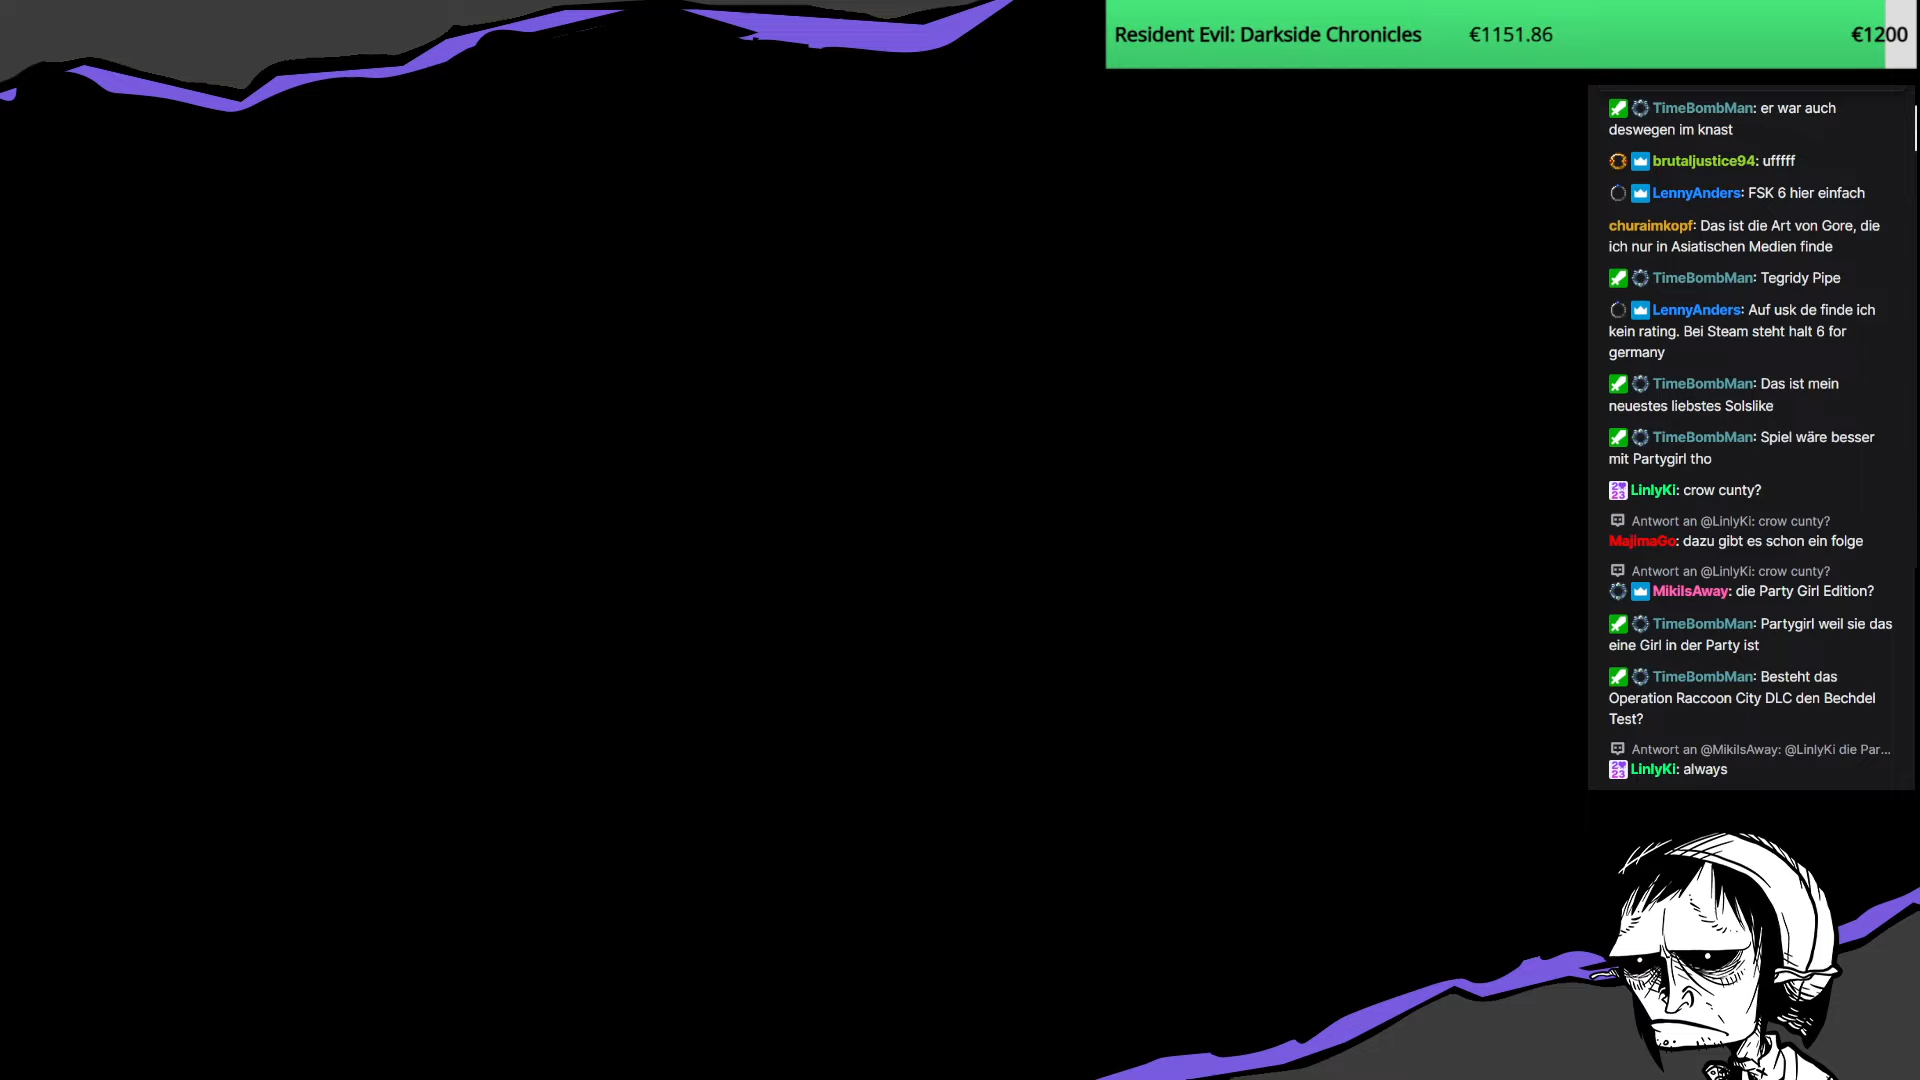 Resident Evil: Darkside Chronicles €1151.86 €1200
TimeBombMan: er war auch
deswegen im knast
brutaljustice94: ufffff
LennyAnders: FSK 6 hier einfach
churaimkopf: Das ist die Art von Gore, die
ich nur in Asiatischen Medien finde
TimeBombMan: Tegridy Pipe
LennyAnders: Auf usk de finde ich
kein rating. Bei Steam steht halt 6 for
germany
TimeBombMan: Das ist mein
neuestes liebstes Solslike
TimeBombMan: Spiel wäre besser
mit Partygirl tho
LinlyKi: crow cunty?
Antwort an @LinlyKi: crow cunty?
MajimaGo: dazu gibt es schon ein folge
Antwort an @LinlyKi: crow cunty?
MikiIsAway: die Party Girl Edition?
TimeBombMan: Partygirl weil sie das
eine Girl in der Party ist
TimeBombMan: Besteht das
Operation Raccoon City DLC den Bechdel
Test?
Antwort an @MikiIsAway: @LinlyKi die Par...
LinlyKi: always